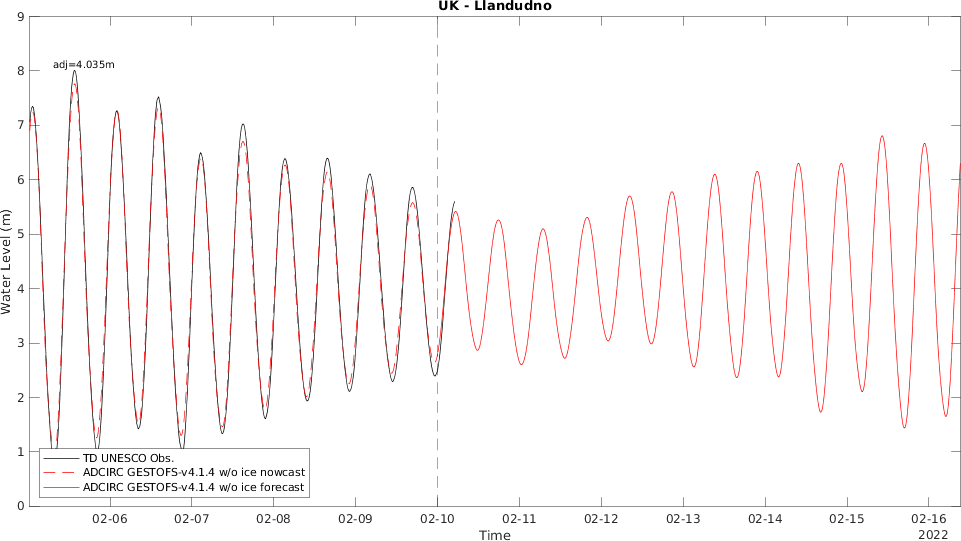 UK - Llandudno
9
8
7
6
5
4
3
2
1
0
Water Level (m)
adj=4.035m
TD UNESCO Obs.
ADCIRC GESTOFS-v4.1.4 w/o ice nowcast
ADCIRC GESTOFS-v4.1.4 w/o ice forecast
02-06 02-07 02-08 02-09 02-10 02-11 02-12 02-13 02-14 02-15 02-16
Time
2022